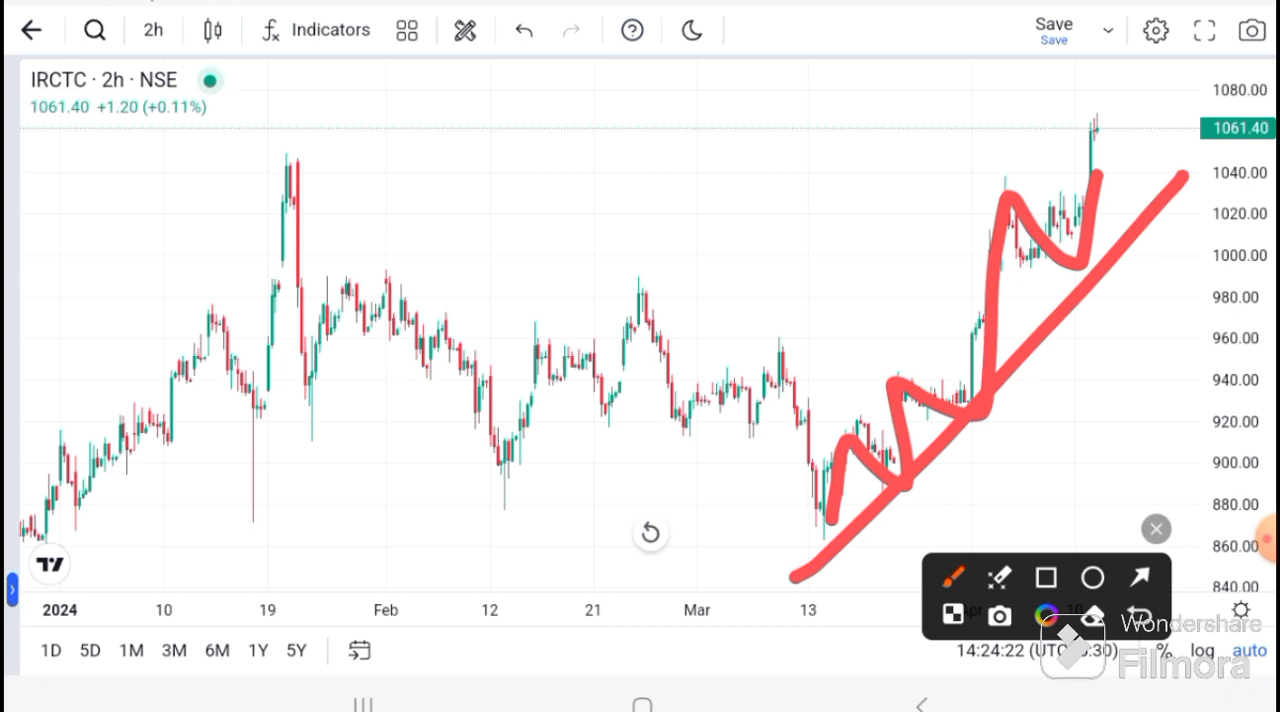 2h Indicators Save
Save
IRCTC · 2h · NSE
1061.40 +1.20 (+0.11%)
1080.00
1061.40
1040.00
1020.00
1000.00
980.00
960.00
940.00
920.00
900.00
880.00
860.00
840.00
2024 10 19 Feb 12 21 Mar 13 Apr 10
1D 5D 1M 3M 6M 1Y 5Y
14:24:22 (UTC % log auto
Wondershare
Filmora